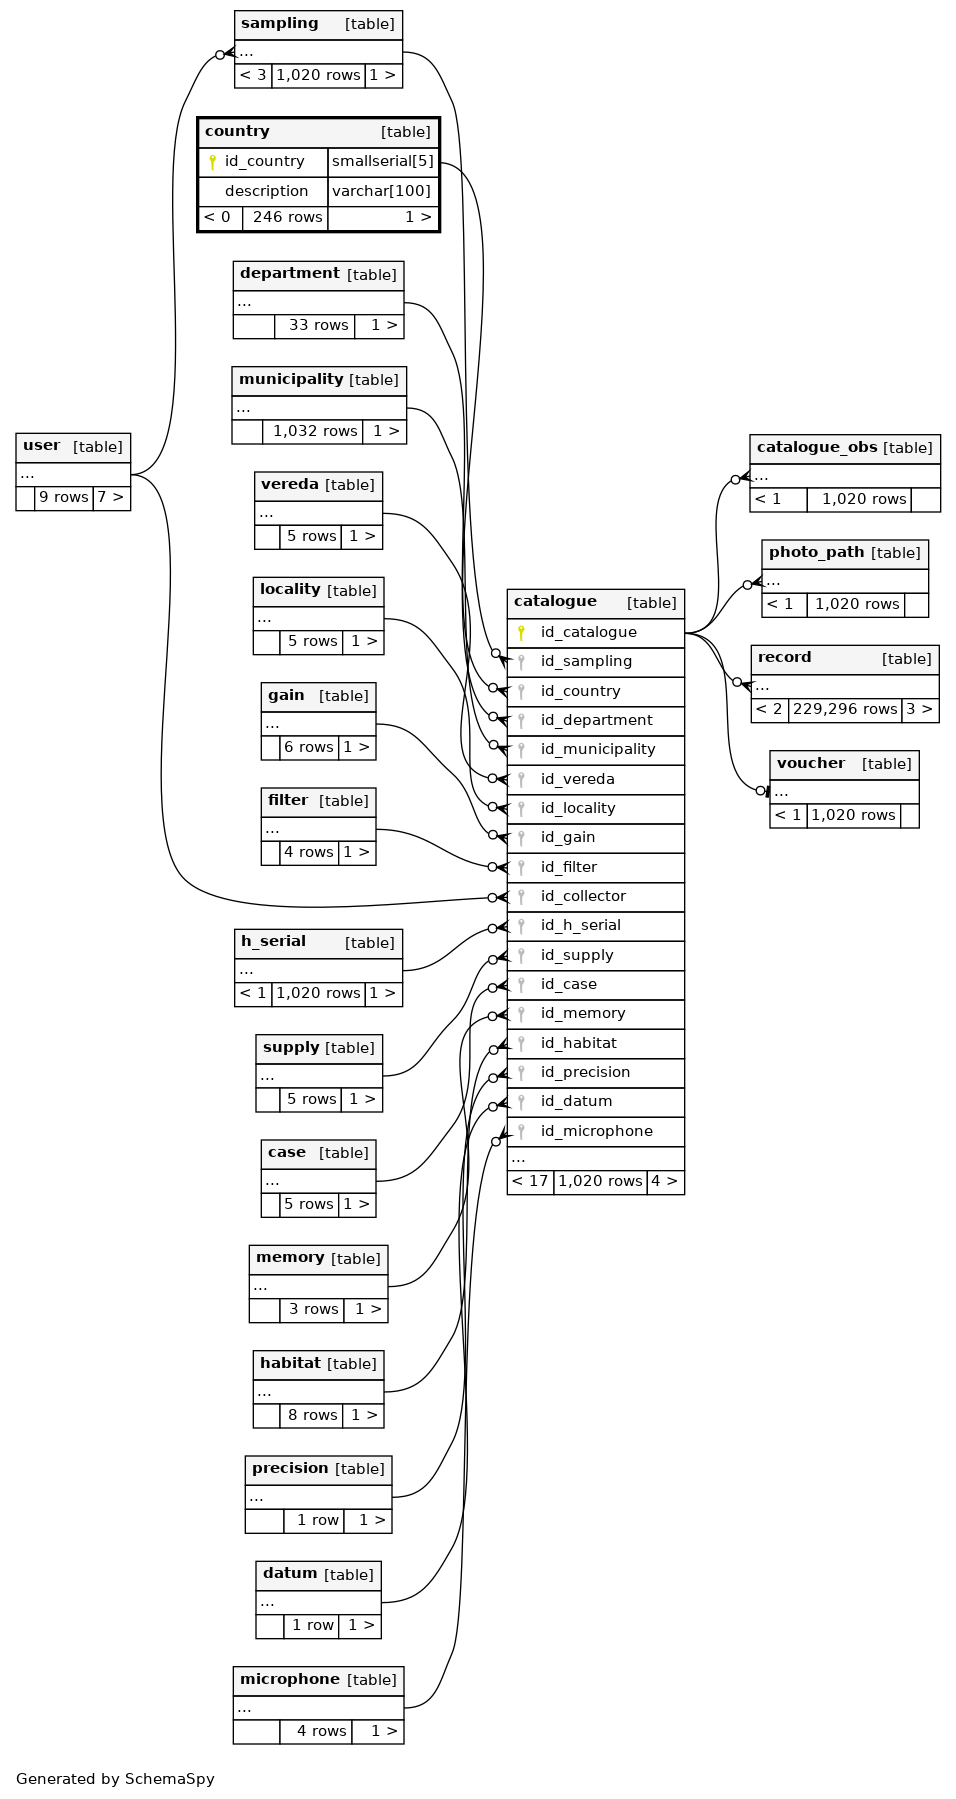 sampling [table]
...
< 3 1,020 rows 1 >
country [table]
id_country smallserial[5]
description varchar[100]
< 0 246 rows 1 >
department [table]
...
33 rows 1 >
municipality [table]
...
1,032 rows 1 >
user [table]
...
9 rows 7 >
vereda [table]
...
5 rows 1 >
locality [table]
...
5 rows 1 >
gain [table]
...
6 rows 1 >
filter [table]
...
4 rows 1 >
h_serial [table]
...
< 1 1,020 rows 1 >
supply [table]
...
5 rows 1 >
case [table]
...
5 rows 1 >
memory [table]
...
3 rows 1 >
habitat [table]
...
8 rows 1 >
precision [table]
...
1 row 1 >
datum [table]
...
1 row 1 >
microphone [table]
...
4 rows 1 >
catalogue [table]
id_catalogue
id_sampling
id_country
id_department
id_municipality
id_vereda
id_locality
id_gain
id_filter
id_collector
id_h_serial
id_supply
id_case
id_memory
id_habitat
id_precision
id_datum
id_microphone
...
< 17 1,020 rows 4 >
catalogue_obs [table]
...
< 1 1,020 rows
photo_path [table]
...
< 1 1,020 rows
record [table]
...
< 2 229,296 rows 3 >
voucher [table]
...
< 1 1,020 rows
Generated by SchemaSpy